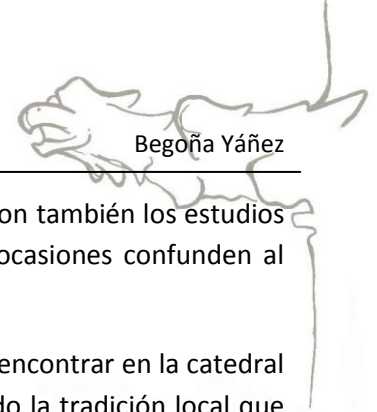 Begoña Yáñez
on también los estudios
ocasiones confunden al
encontrar en la catedral
do la tradición local que